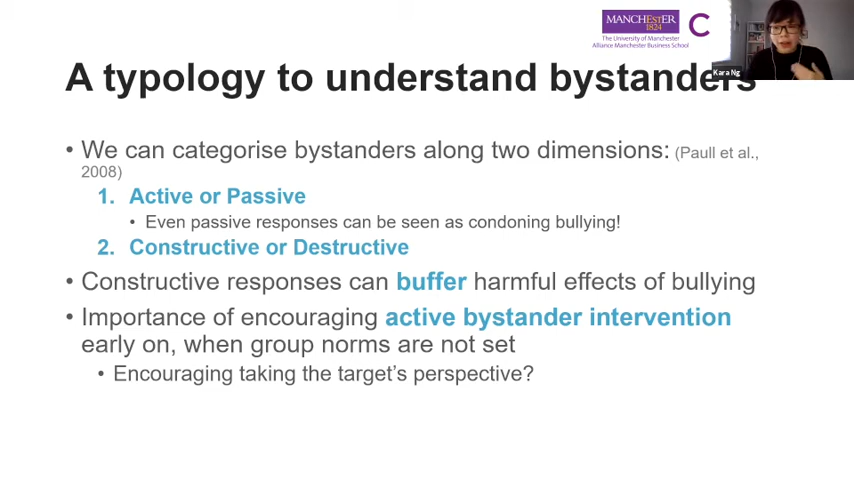 MANCHESTER
1824
The University of Manchester
Alliance Manchester Business School
C
Kara Ng
A typology to understand bystanders
• We can categorise bystanders along two dimensions: (Paull et al.,
2008)
1. Active or Passive
• Even passive responses can be seen as condoning bullying!
2. Constructive or Destructive
• Constructive responses can buffer harmful effects of bullying
• Importance of encouraging active bystander intervention
early on, when group norms are not set
• Encouraging taking the target's perspective?